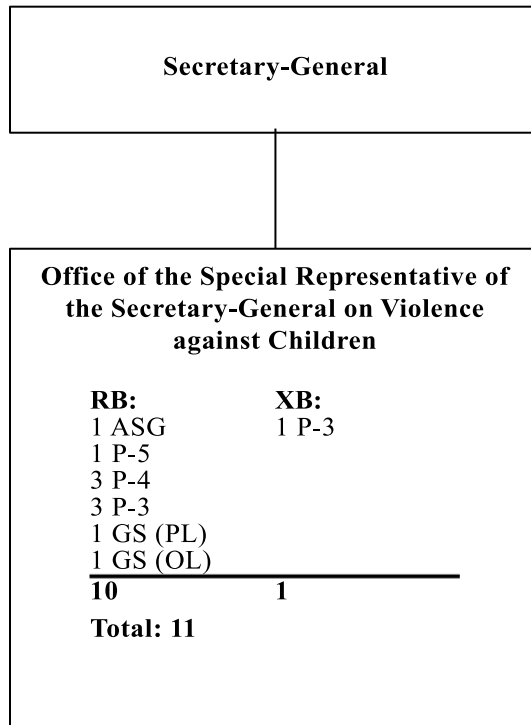 Secretary-General
Office of the Special Representative of
the Secretary-General on Violence
against Children
RB: XB:
1 ASG 1 P-3
1 P-5
3 P-4
3 P-3
1 GS (PL)
1 GS (OL)
10 1
Total: 11